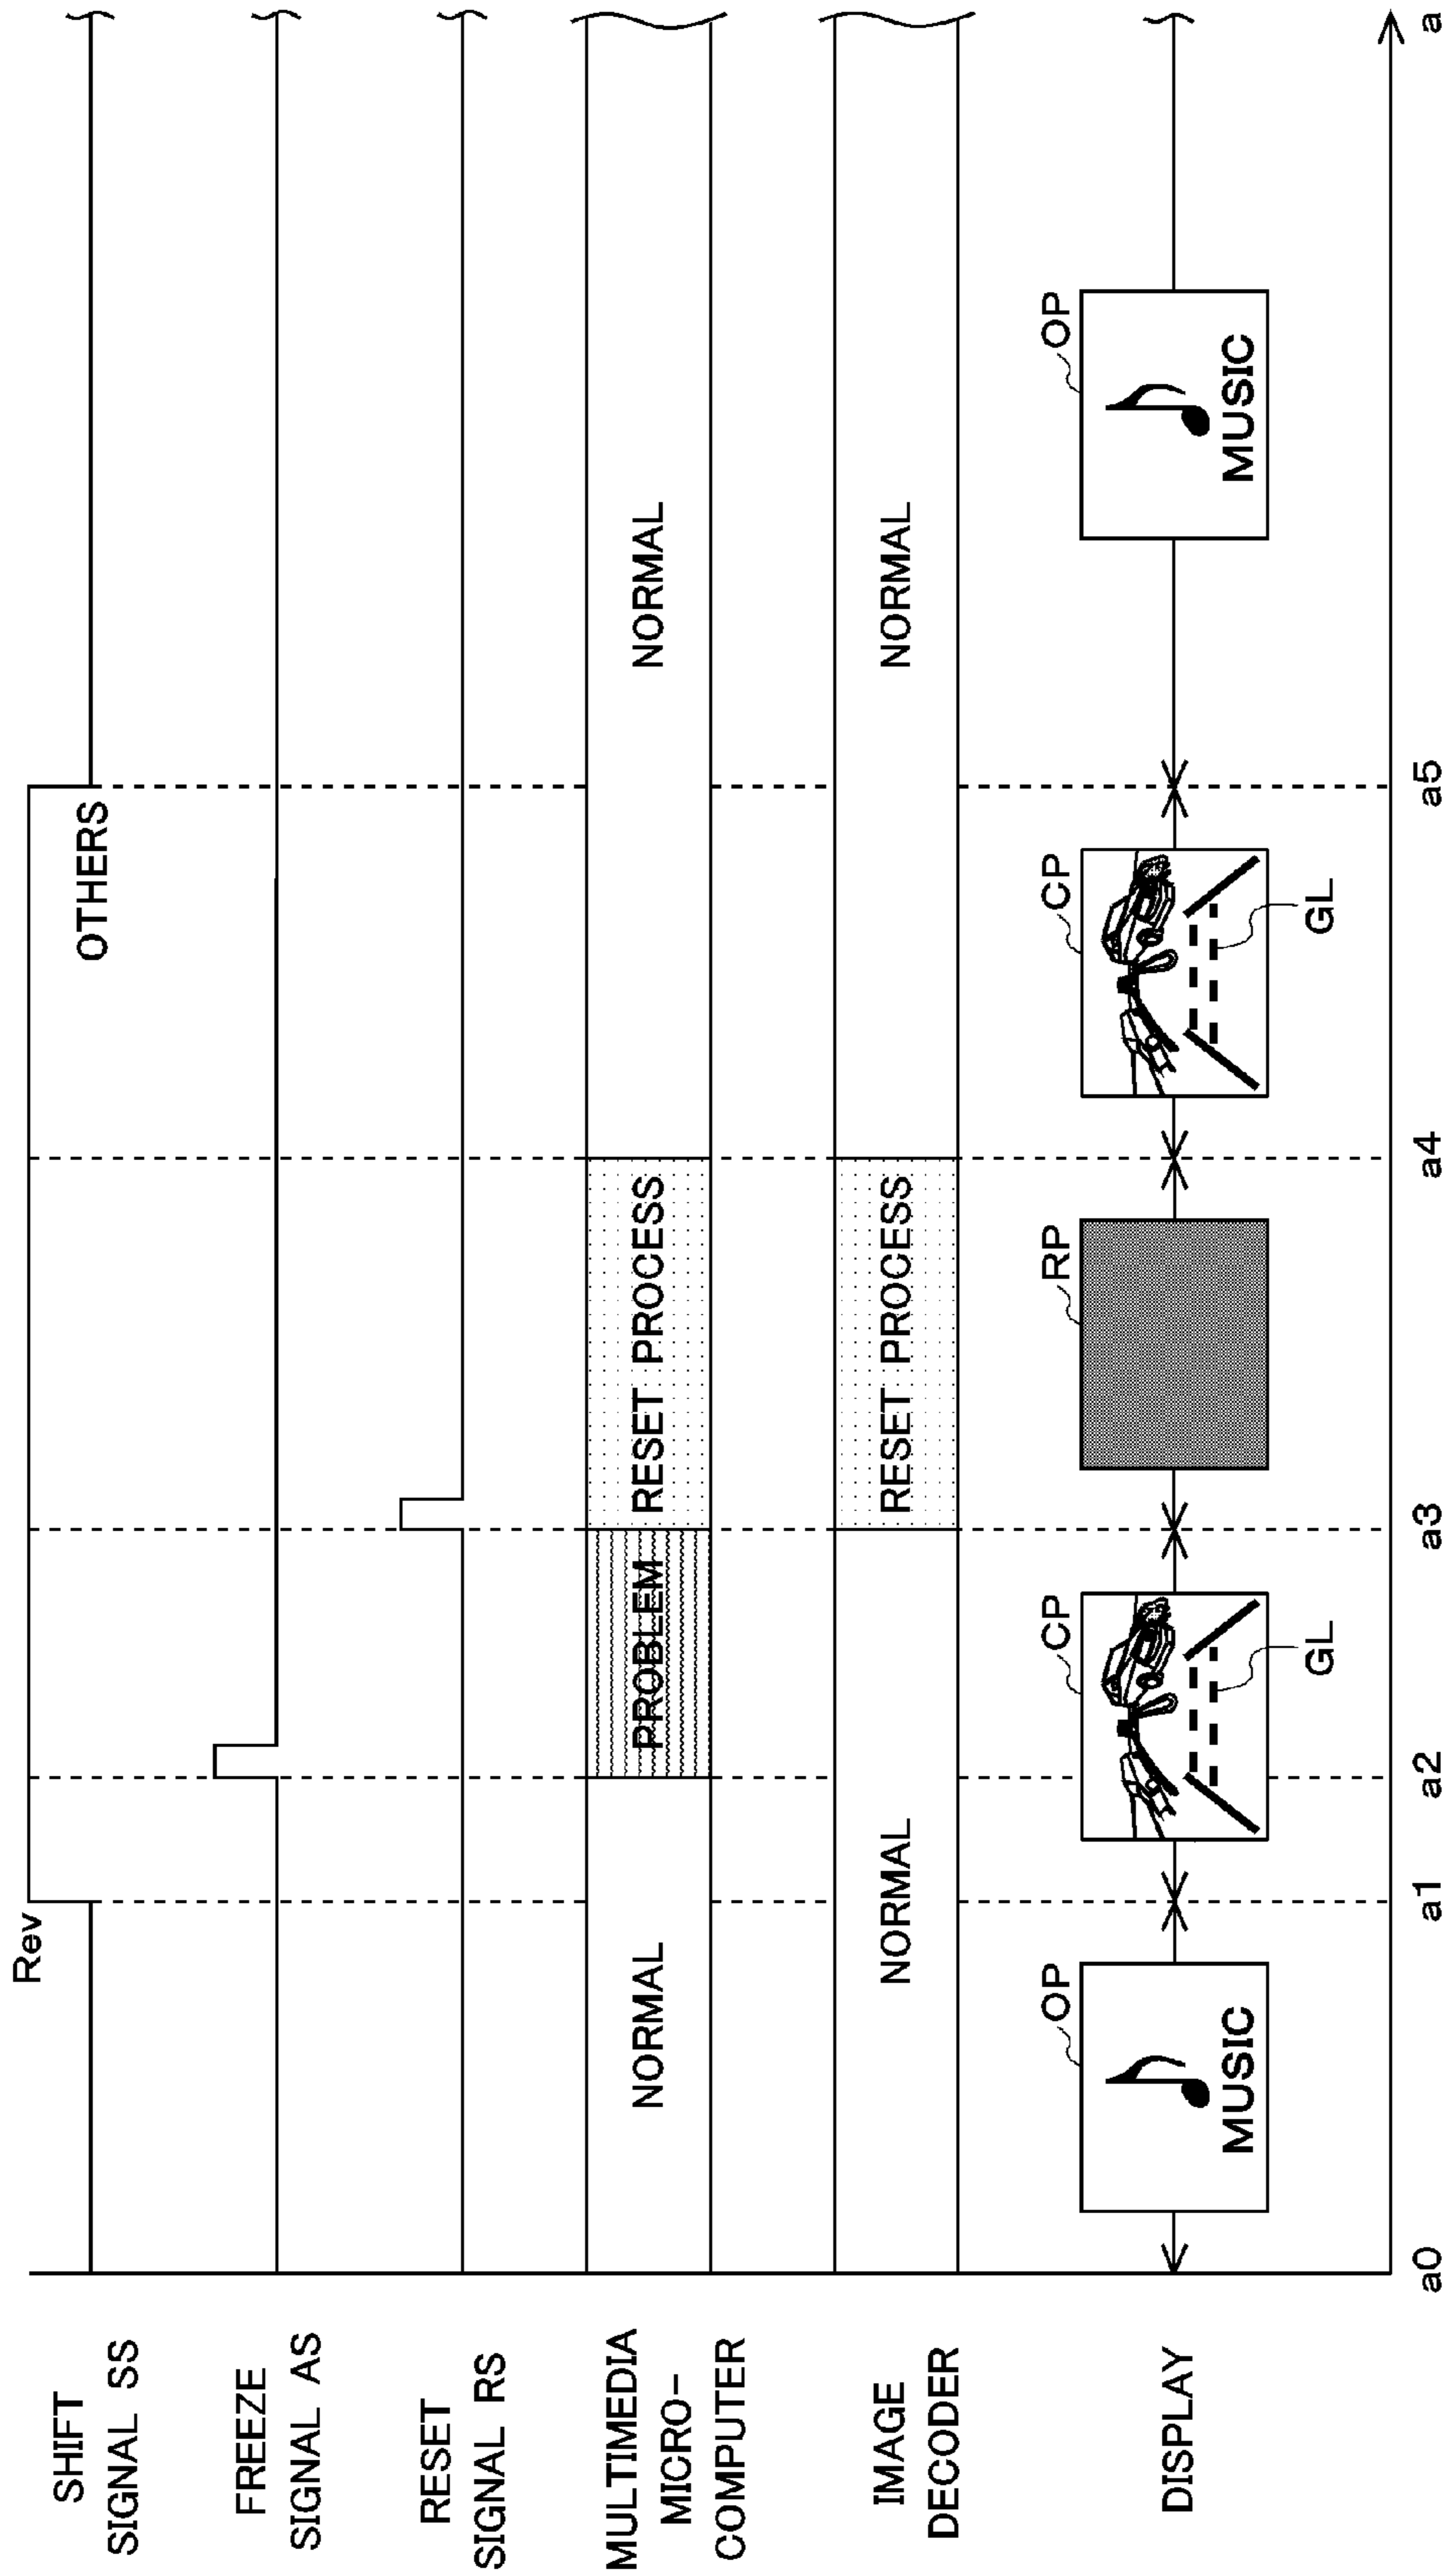 SHIFT
SIGNAL SS
Rev
OTHERS
FREEZE
SIGNAL AS
RESET
SIGNAL RS
MULTIMEDIA
MICRO-
COMPUTER
NORMAL
PROBLEM
RESET PROCESS
NORMAL
IMAGE
DECODER
NORMAL
RESET PROCESS
NORMAL
DISPLAY
OP
MUSIC
CP
GL
RP
CP
GL
OP
MUSIC
a0
a1
a2
a3
a4
a5
a